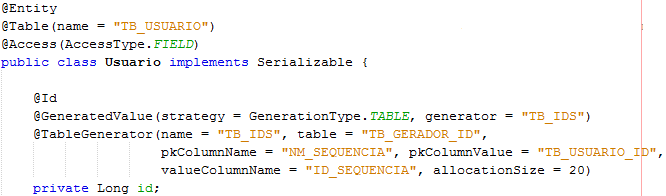 @Entity
@Table(name = "TB_USUARIO")
@Access(AccessType.FIELD)
public class Usuario implements Serializable {
@Id
@GeneratedValue(strategy = GenerationType.TABLE, generator = "TB_IDS")
@TableGenerator(name = "TB_IDS", table = "TB_GERADOR_ID",
pkColumnName = "NM_SEQUENCIA", pkColumnValue = "TB_USUARIO_ID",
valueColumnName = "ID_SEQUENCIA", allocationSize = 20)
private Long id;